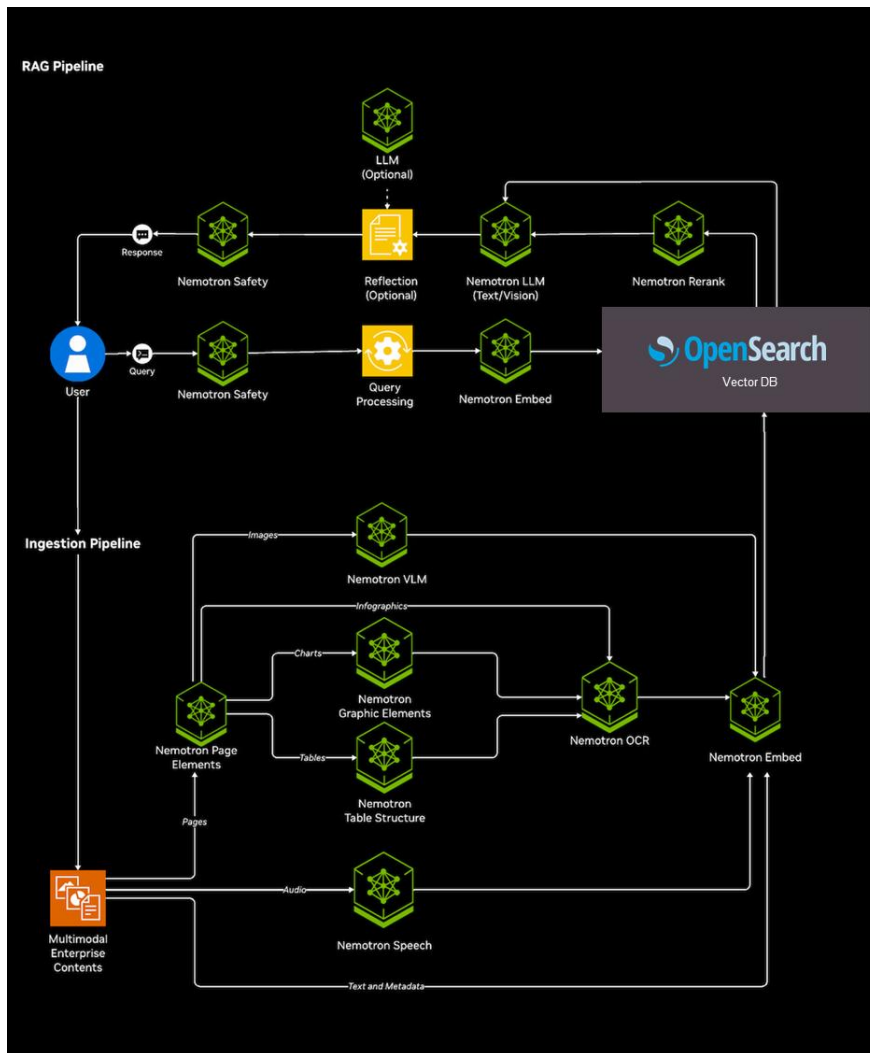 RAG Pipeline
LLM
(Optional)
Response
Nemotron Safety
Reflection
(Optional)
Nemotron LLM
(Text/Vision)
Nemotron Rerank
OpenSearch
Vector DB
User
Query
Nemotron Safety
Query
Processing
Nemotron Embed
Ingestion Pipeline
Images
Nemotron VLM
Infographics
Charts
Nemotron
Graphic Elements
Nemotron Page
Elements
Nemotron OCR
Nemotron Embed
Tables
Nemotron
Table Structure
Pages
Audio
Nemotron Speech
Multimodal
Enterprise
Contents
Text and Metadata